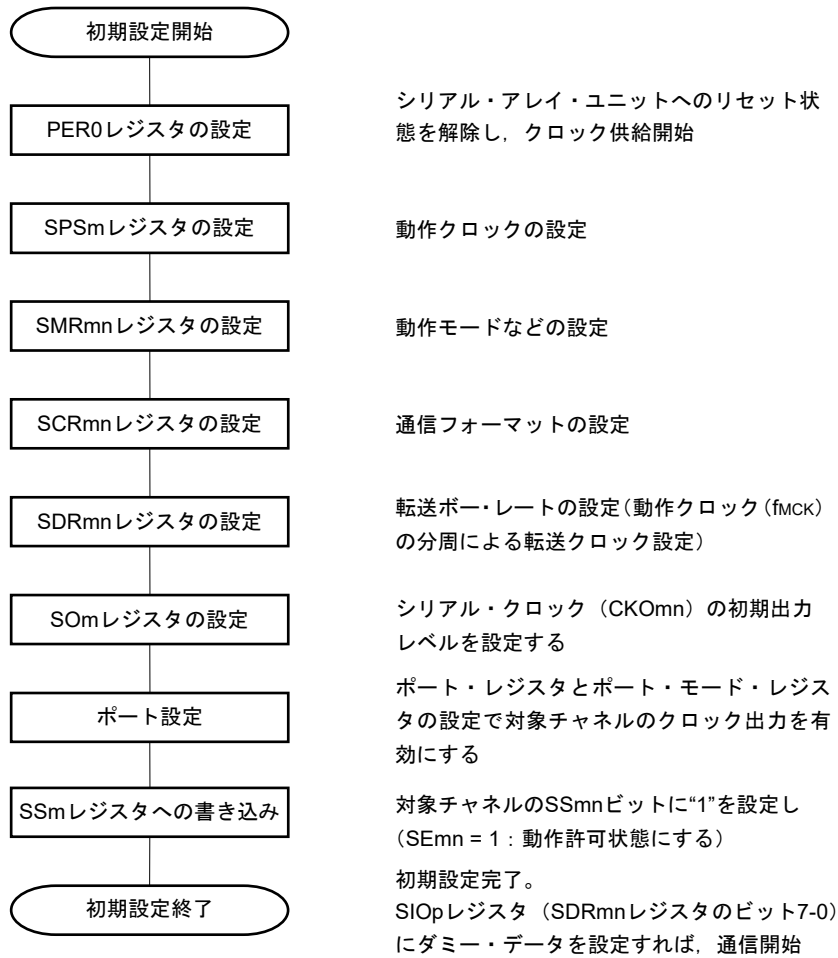 初期設定開始
PER0レジスタの設定
シリアル・アレイ・ユニットへのリセット状
態を解除し，クロック供給開始
SPSmレジスタの設定
動作クロックの設定
SMRmnレジスタの設定
動作モードなどの設定
SCRmnレジスタの設定
通信フォーマットの設定
SDRmnレジスタの設定
転送ボー・レートの設定（動作クロック（fMCK）
の分周による転送クロック設定）
SOmレジスタの設定
シリアル・クロック（CKOmn）の初期出力
レベルを設定する
ポート設定
ポート・レジスタとポート・モード・レジス
タの設定で対象チャネルのクロック出力を有
効にする
SSmレジスタへの書き込み
対象チャネルのSSmnビットに“1”を設定し
（SEmn = 1：動作許可状態にする）
初期設定終了
初期設定完了。
SIOpレジスタ（SDRmnレジスタのビット7-0）
にダミー・データを設定すれば，通信開始